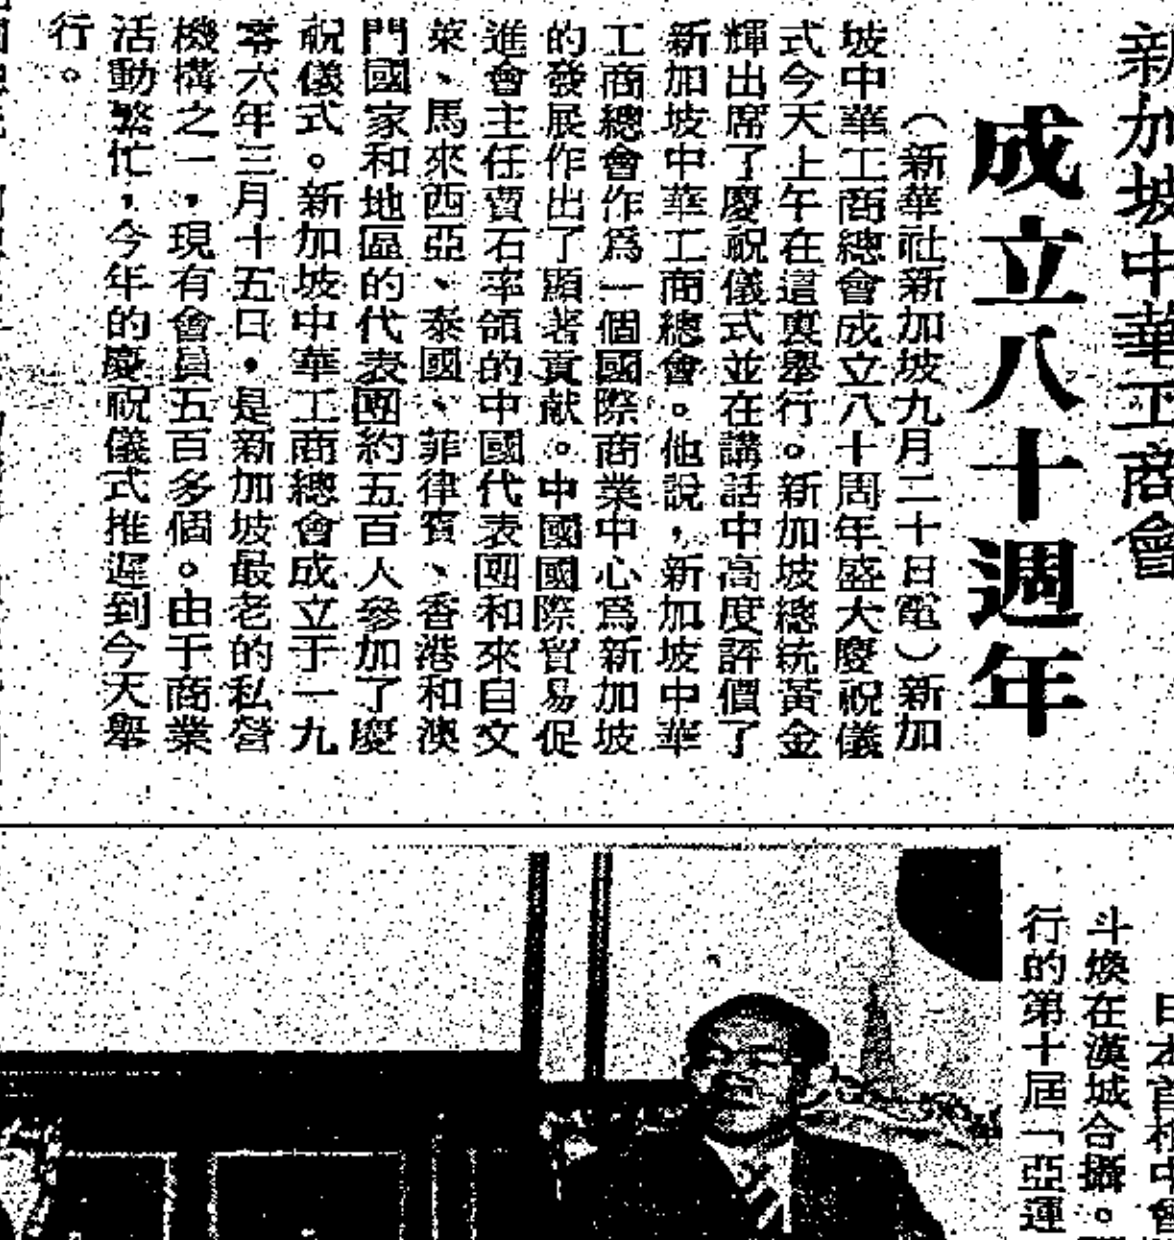 新加坡中華工商會
成立八十週年
（新華社新加坡九月二十日電）新加
坡中華工商總會成立八十周年盛大慶祝儀
式今天上午在這裏舉行。新加坡總統黃金
輝出席了慶祝儀式並在講話中高度評價了
新加坡中華工商總會。他說，新加坡中華
工商總會作爲一個國際商業中心爲新加坡
的發展作出了顯著貢献。中國國際貿易促
進會主任賈石率領的中國代表團和來自文
萊、馬來西亞、泰國、菲律賓、香港和澳
門國家和地區的代表團約五百人參加了慶
祝儀式。新加坡中華工商總會成立于一九
零六年三月十五日，是新加坡最老的私營
機構之一，現有會員五百多個。由于商業
活動繁忙，今年的慶祝儀式推遲到今天舉
行。
日本首相中曾
斗煥在漢城合攝。
行的第十屆「亞運